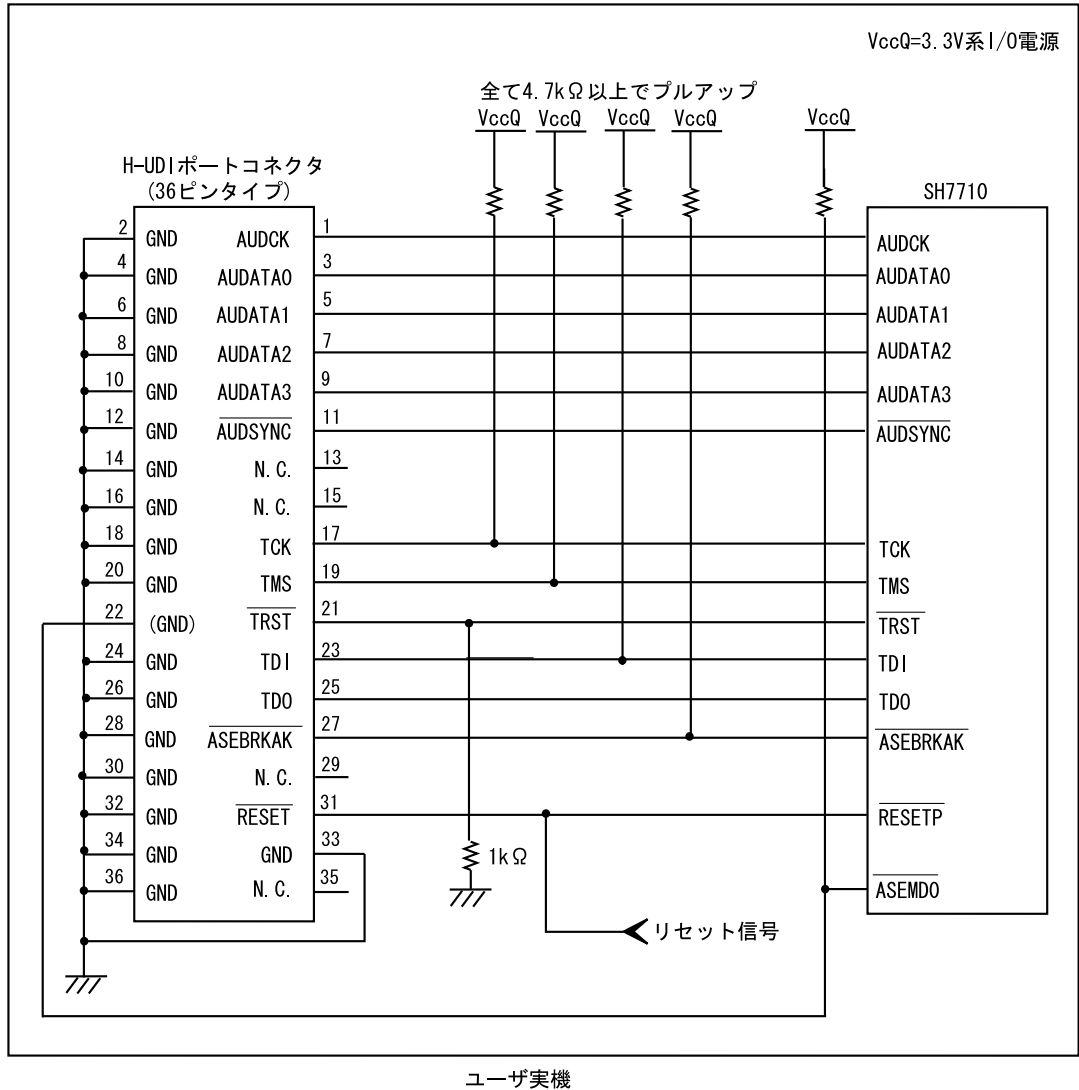 VccQ=3.3V系I/O電源
全て4.7kΩ以上でプルアップ
VccQ VccQ VccQ VccQ VccQ
H-UDIポートコネクタ
(36ピンタイプ)
SH7710
2 GND AUDCK 1 AUDCK
4 GND AUDATA0 3 AUDATA0
6 GND AUDATA1 5 AUDATA1
8 GND AUDATA2 7 AUDATA2
10 GND AUDATA3 9 AUDATA3
12 GND AUDSYNC 11 AUDSYNC
14 GND N.C. 13
16 GND N.C. 15
18 GND TCK 17 TCK
20 GND TMS 19 TMS
22 (GND) TRST 21 TRST
24 GND TDI 23 TDI
26 GND TDO 25 TDO
28 GND ASEBRKAK 27 ASEBRKAK
30 GND N.C. 29
32 GND RESET 31 RESETP
34 GND GND 33
1kΩ
36 GND N.C. 35
ASEMD0
リセット信号
ユーザ実機